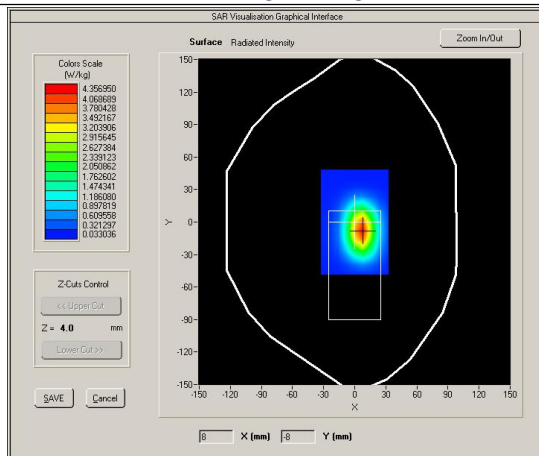 SAR Visualisation Graphical Interface
Surface Radiated Intensity
Zoom In/Out
Colors Scale
(W/kg)
4.356950
4.068689
3.780428
3.492167
3.203906
2.915645
2.627384
2.339123
2.050862
1.762602
1.474341
1.186080
0.897819
0.609558
0.321297
0.033036
Z-Cuts Control
<< Upper Cut
Z = 4.0 mm
Lower Cut >>
SAVE Cancel
150-
120-
90-
60-
30-
0-
-30-
-60-
-90-
-120-
-150-
Y
-150 -120 -90 -60 -30 0 30 60 90 120 150
X
8 X (mm) -8 Y (mm)